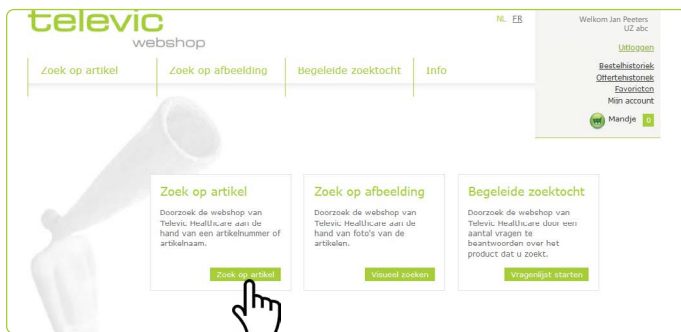 televic
webshop
NL FR
Welkom Jan Peeters
UZ abc
Uitloggen
Bestelhistoriek
Offertehistoriek
Favorieten
Mijn account
Mandje 0
Zoek op artikel
Zoek op afbeelding
Begeleide zoektocht
Info
Zoek op artikel
Doorzoek de webshop van
Televic Healthcare aan de
hand van een artikelnummer of
artikelnaam.
Zoek op artikel
Zoek op afbeelding
Doorzoek de webshop van
Televic Healthcare aan de
hand van foto's van de
artikelen.
Visueel zoeken
Begeleide zoektocht
Doorzoek de webshop van
Televic Healthcare door een
aantal vragen te
beantwoorden over het
product dat u zoekt.
Vragenlijst starten